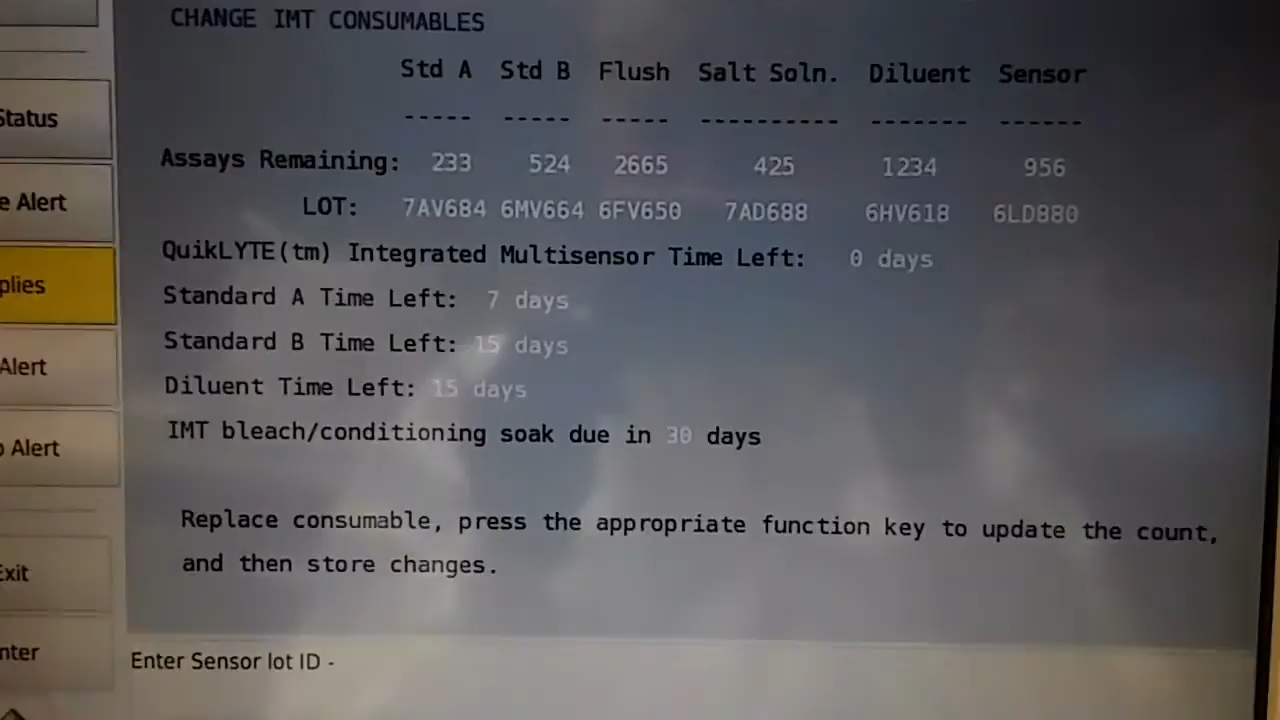 CHANGE IMT CONSUMABLES
Std A Std B Flush Salt Soln. Diluent Sensor
----- ----- ----- ---------- ------- ------
Assays Remaining: 233 524 2665 425 1234 956
LOT: 7AV684 6MV664 6FV650 7AD688 6HV618 6LD880
QuikLYTE(tm) Integrated Multisensor Time Left: 0 days
Standard A Time Left: 7 days
Standard B Time Left: 15 days
Diluent Time Left: 15 days
IMT bleach/conditioning soak due in 30 days
Replace consumable, press the appropriate function key to update the count,
and then store changes.
Enter Sensor lot ID -
Status
e Alert
plies
Alert
Alert
Exit
nter